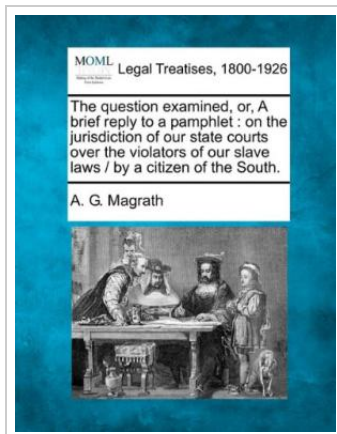 MOML
Legal Treatises, 1800-1926
The question examined, or, A
brief reply to a pamphlet : on the
jurisdiction of our state courts
over the violators of our slave
laws / by a citizen of the South.
A. G. Magrath